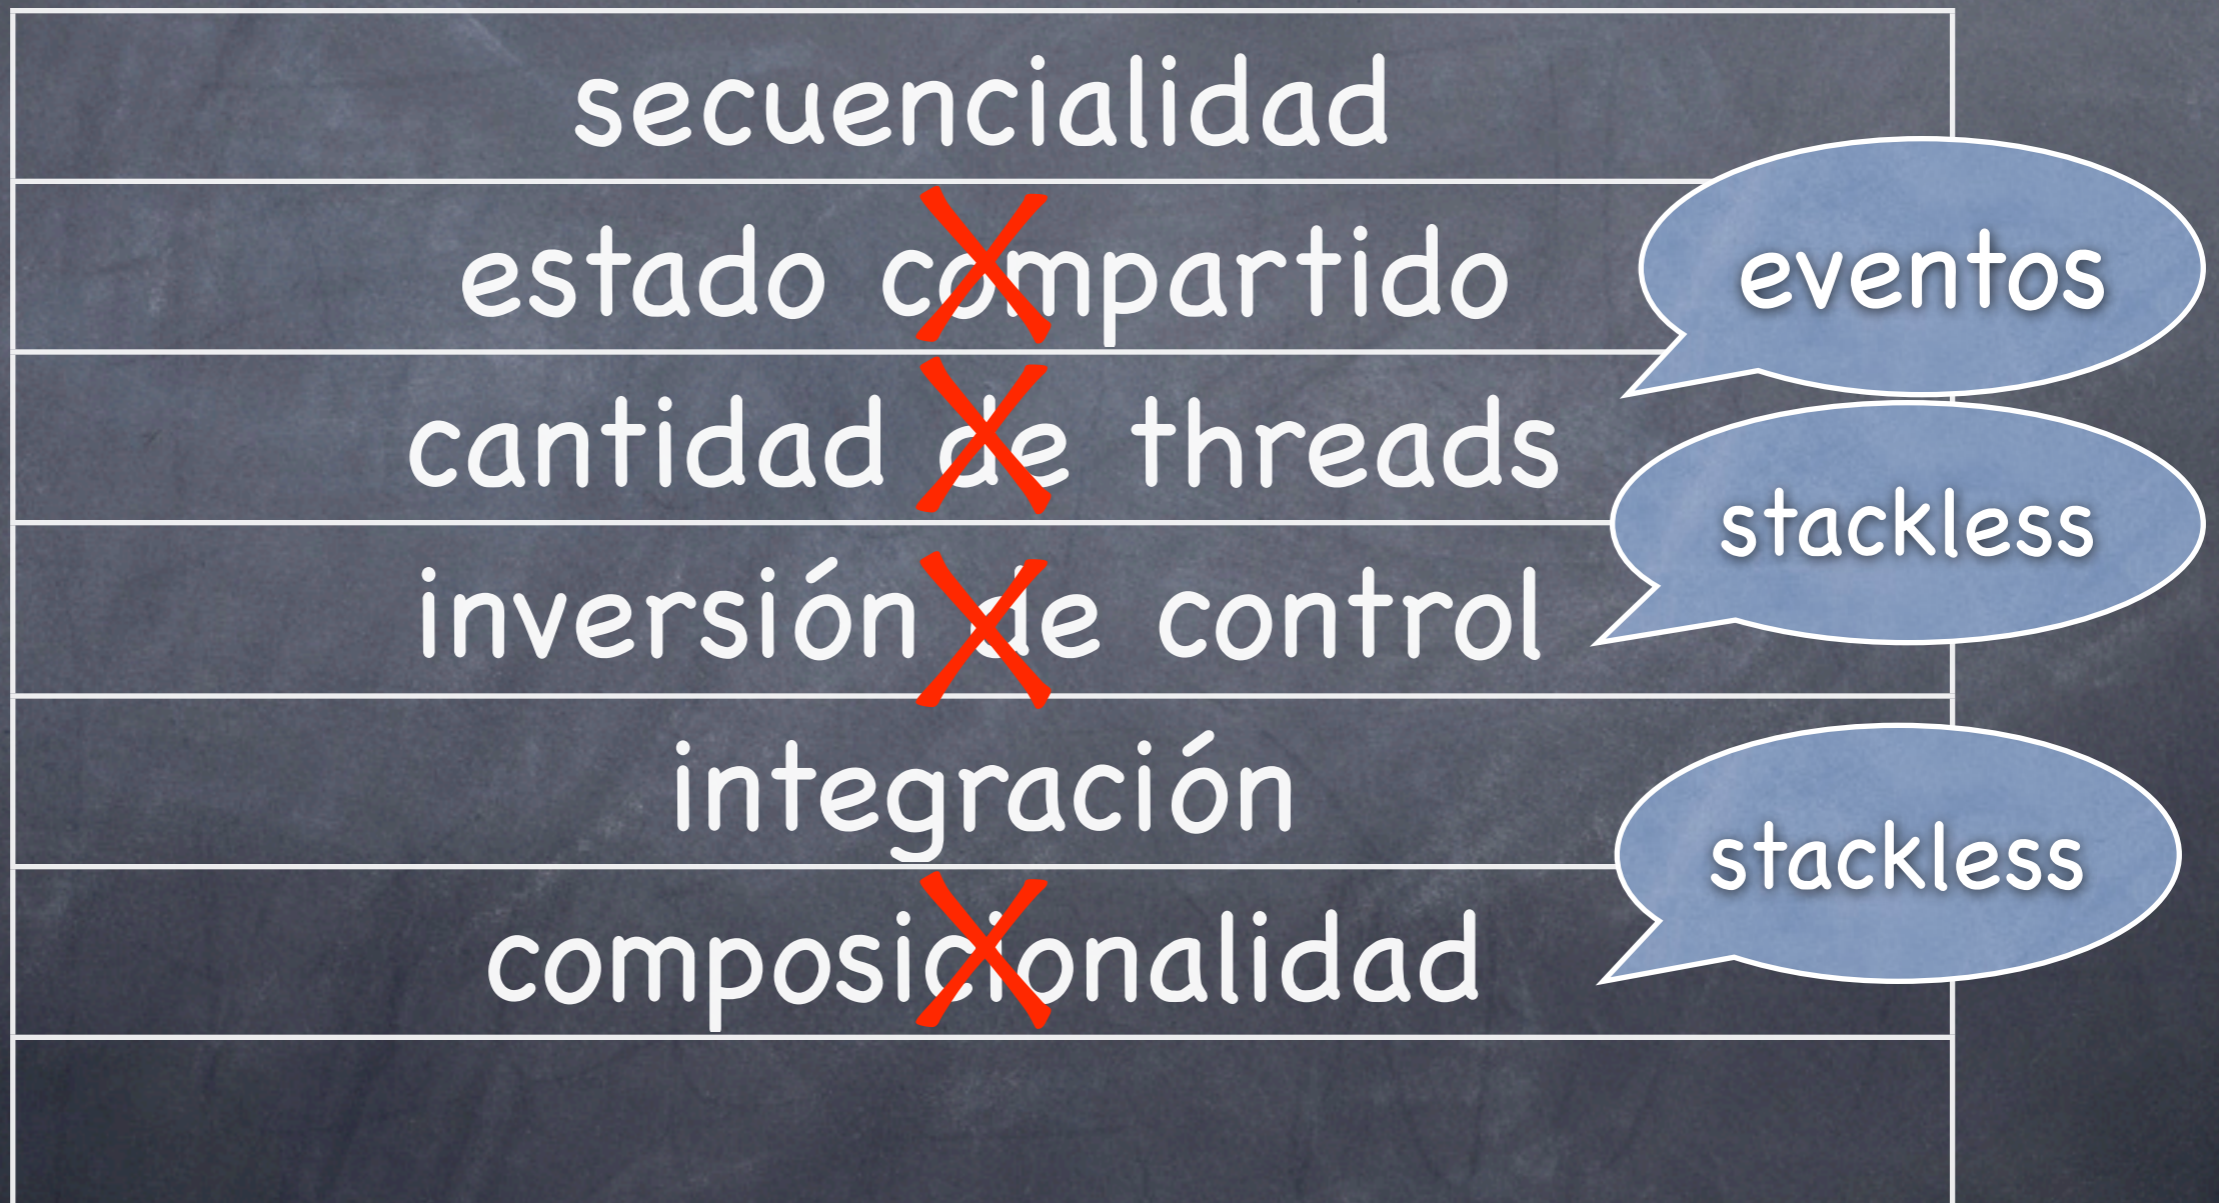 secuencialidad
estado compartido
eventos
cantidad de threads
stackless
inversión de control
integración
stackless
composicionalidad